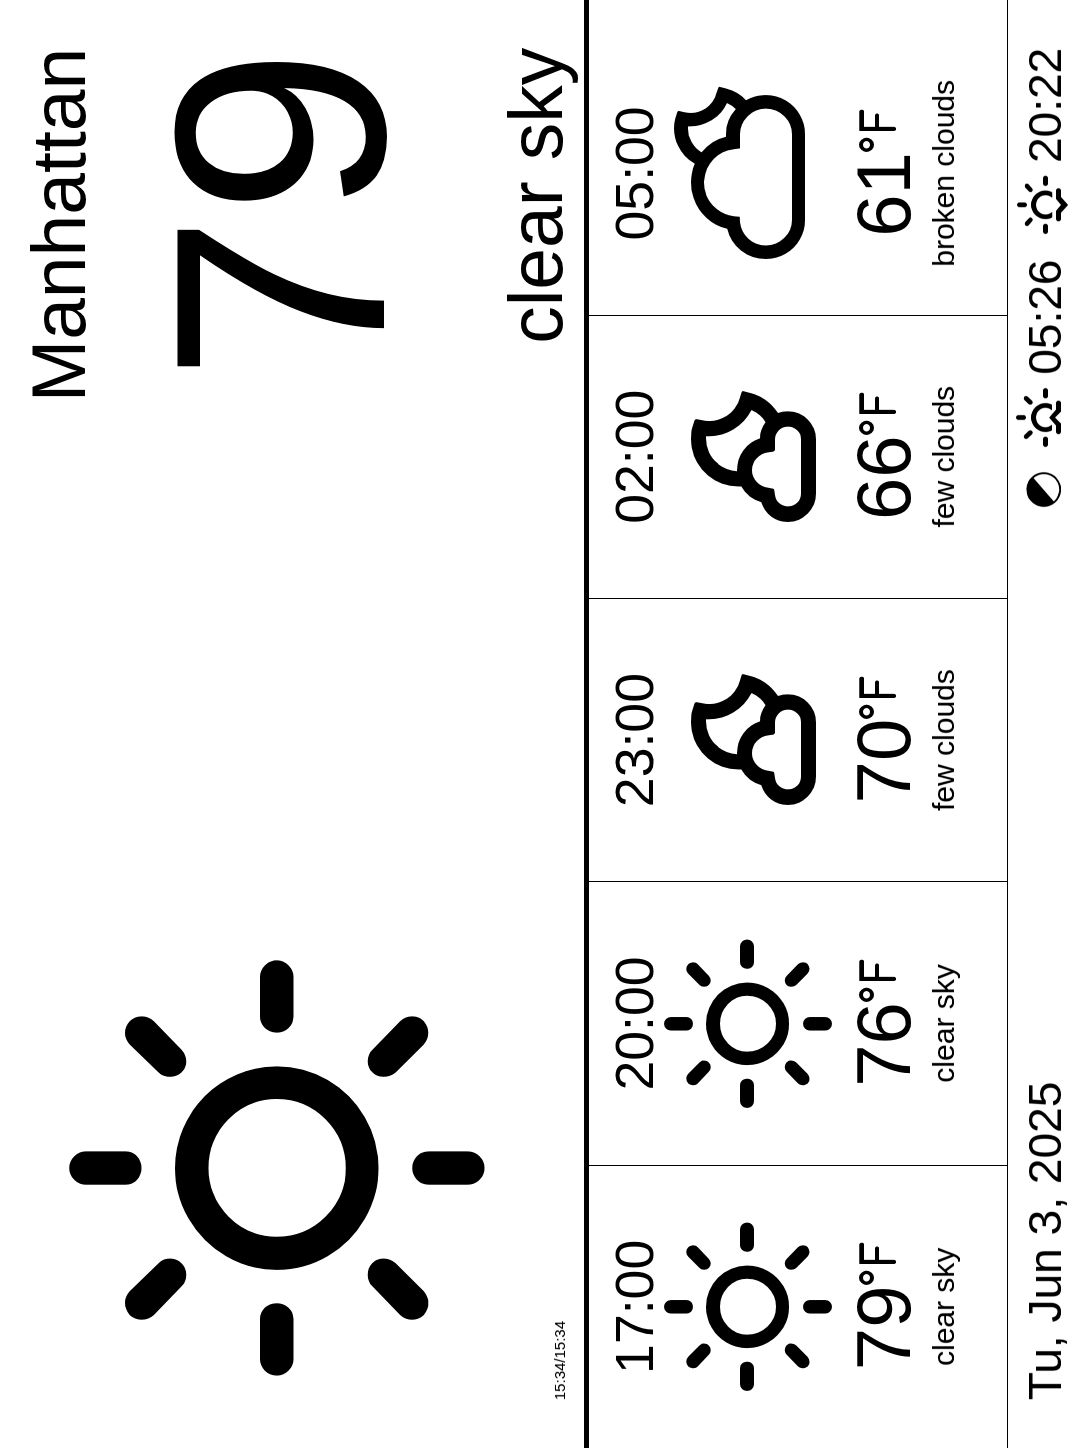 Manhattan
79
clear sky
15:34/15:34
17:00
79°F
clear sky
20:00
76°F
clear sky
23:00
70°F
few clouds
02:00
66°F
few clouds
05:00
61°F
broken clouds
Tu, Jun 3, 2025
05:26 20:22